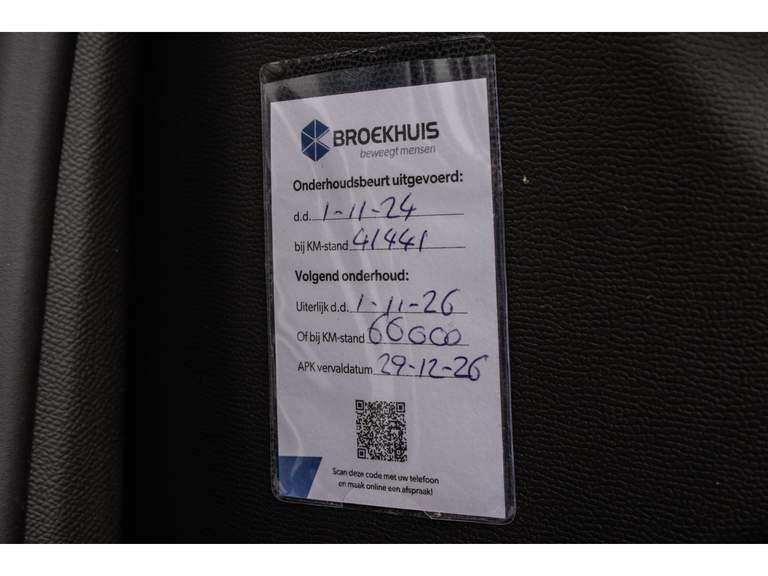 BROEKHUIS
beweegt mensen
Onderhoudsbeurt uitgevoerd:
d.d. 1-11-24
bij KM-stand 41441
Volgend onderhoud:
Uiterlijk d.d. 1-11-26
Of bij KM-stand 66000
APK vervaldatum 29-12-26
Scan deze code met uw telefoon
en maak online een afspraak!